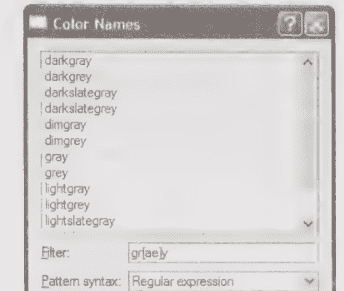 Color Names
darkgray
darkgrey
darkslategray
darkslategrey
dimgray
dimgrey
gray
grey
lightgray
lightgrey
lightslategray
Filter: gr[ae]y
Pattern syntax: Regular expression